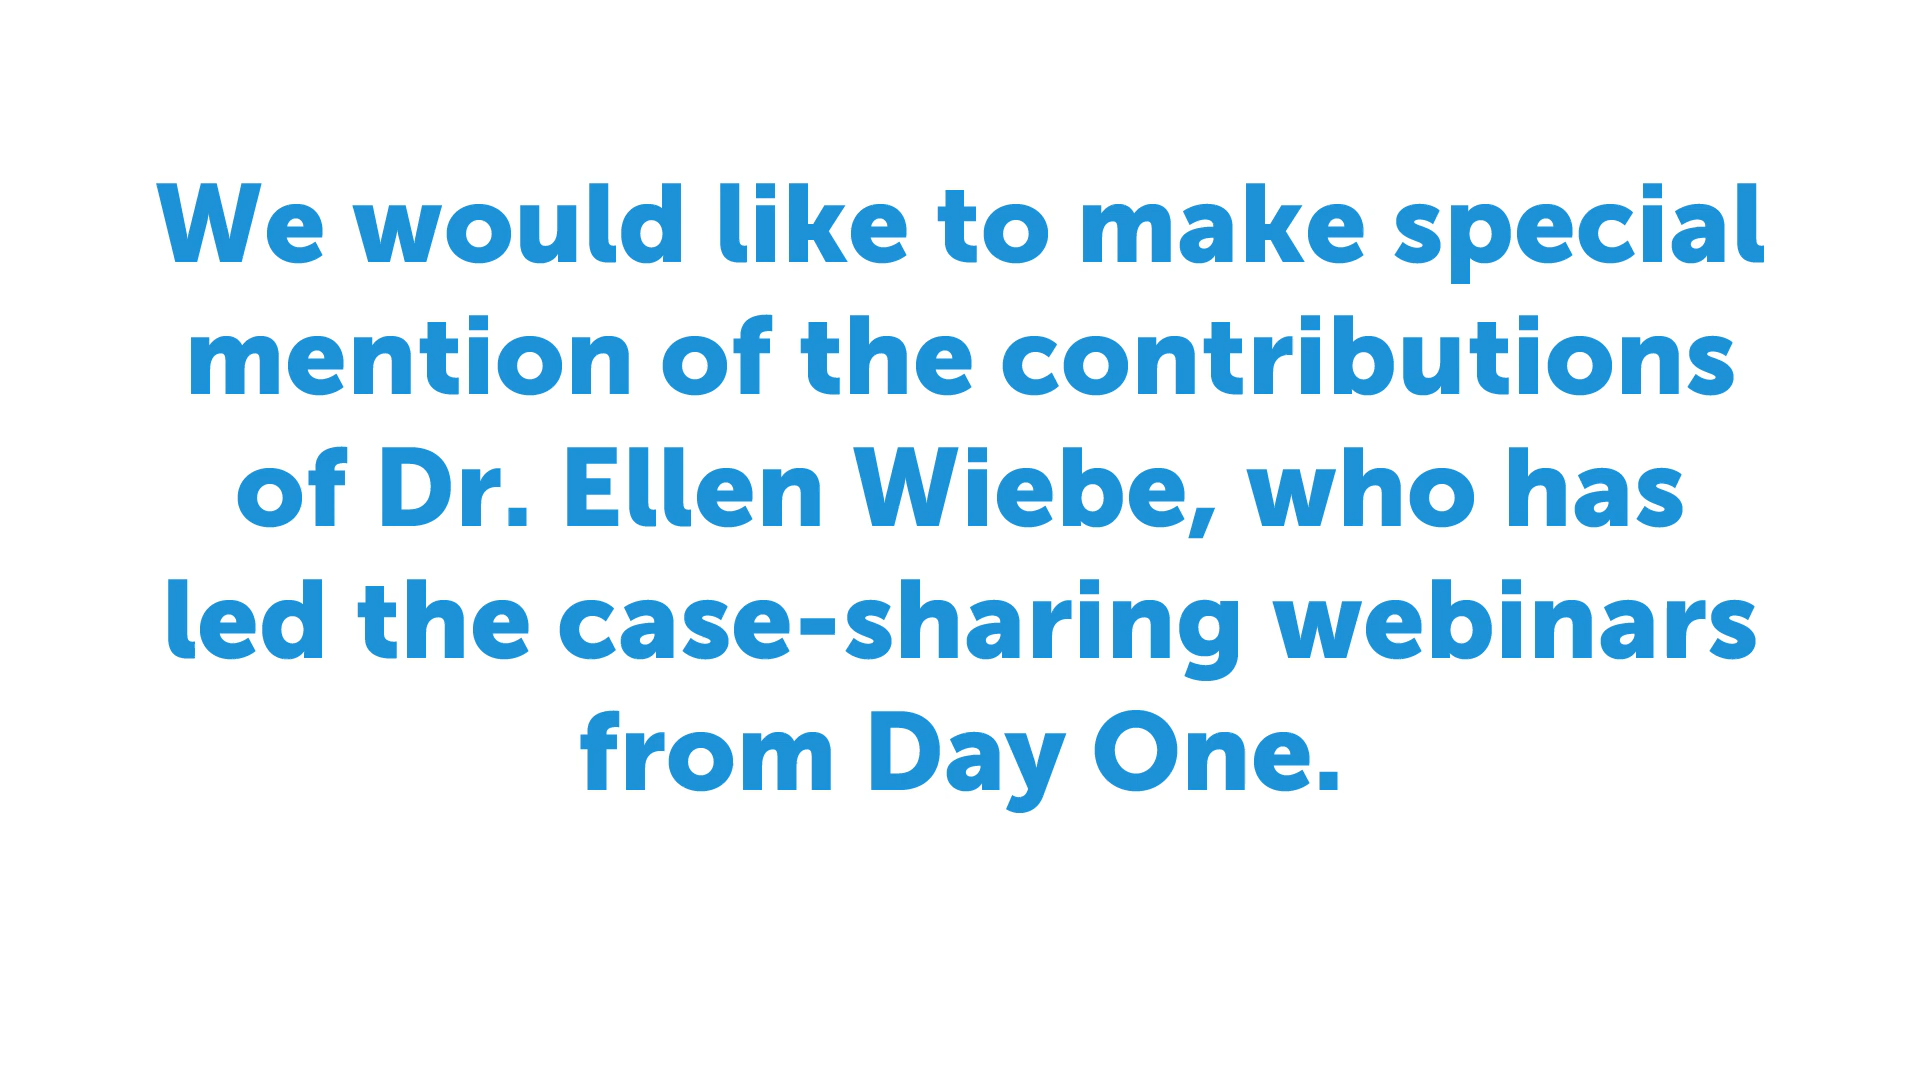 We would like to make special
mention of the contributions
of Dr. Ellen Wiebe, who has
led the case-sharing webinars
from Day One.